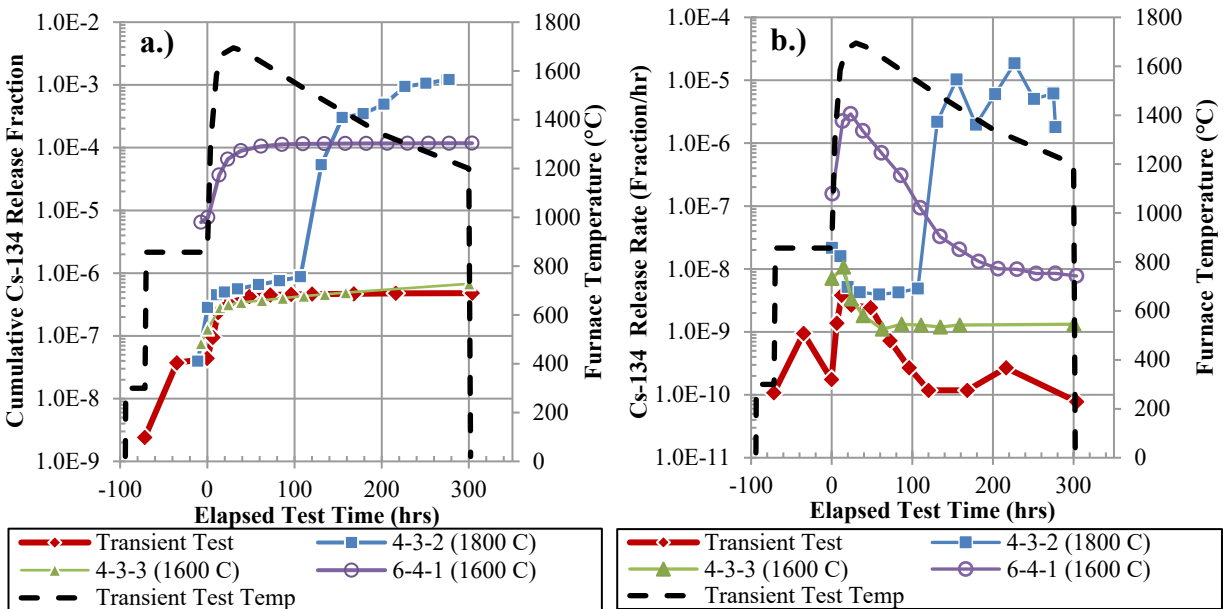 a.)
Cumulative Cs-134 Release Fraction
1.0E-2
1.0E-3
1.0E-4
1.0E-5
1.0E-6
1.0E-7
1.0E-8
1.0E-9
1800
1600
1400
1200
1000
800
600
400
200
0
Furnace Temperature (°C)
-100 0 100 200 300
Elapsed Test Time (hrs)
Transient Test 4-3-2 (1800 C)
4-3-3 (1600 C) 6-4-1 (1600 C)
Transient Test Temp
b.)
Cs-134 Release Rate (Fraction/hr)
1.0E-4
1.0E-5
1.0E-6
1.0E-7
1.0E-8
1.0E-9
1.0E-10
1.0E-11
1800
1600
1400
1200
1000
800
600
400
200
0
Furnace Temperature (°C)
-100 0 100 200 300
Elapsed Test Time (hrs)
Transient Test 4-3-2 (1800 C)
4-3-3 (1600 C) 6-4-1 (1600 C)
Transient Test Temp